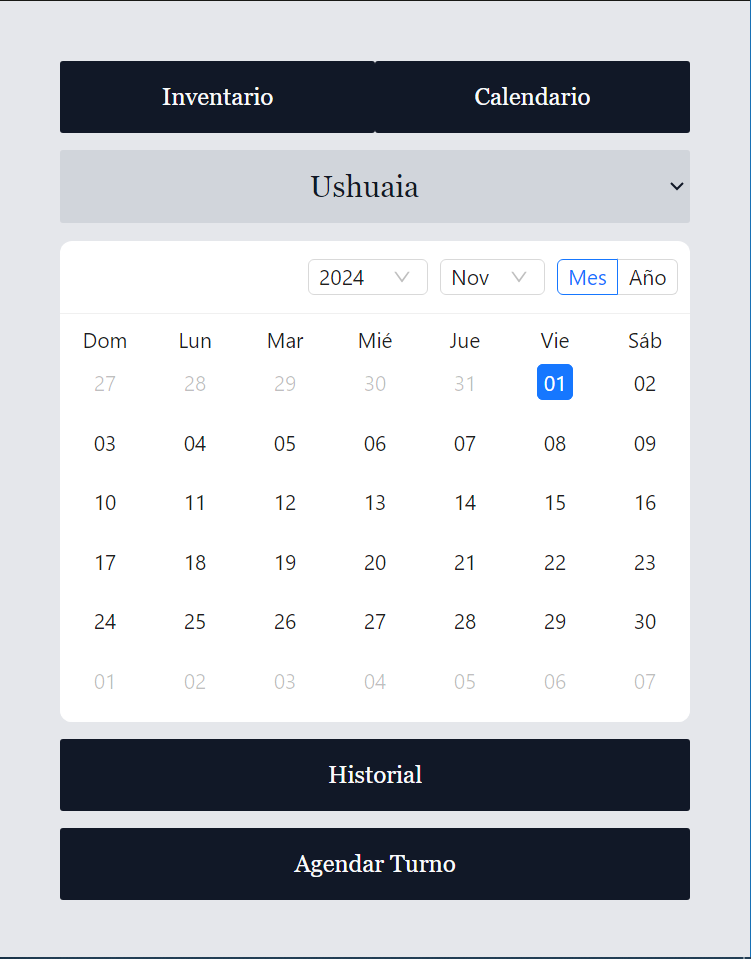 Inventario Calendario
Ushuaia
2024 Nov Mes Año
Dom Lun Mar Mié Jue Vie Sáb
27 28 29 30 31 01 02
03 04 05 06 07 08 09
10 11 12 13 14 15 16
17 18 19 20 21 22 23
24 25 26 27 28 29 30
01 02 03 04 05 06 07
Historial
Agendar Turno